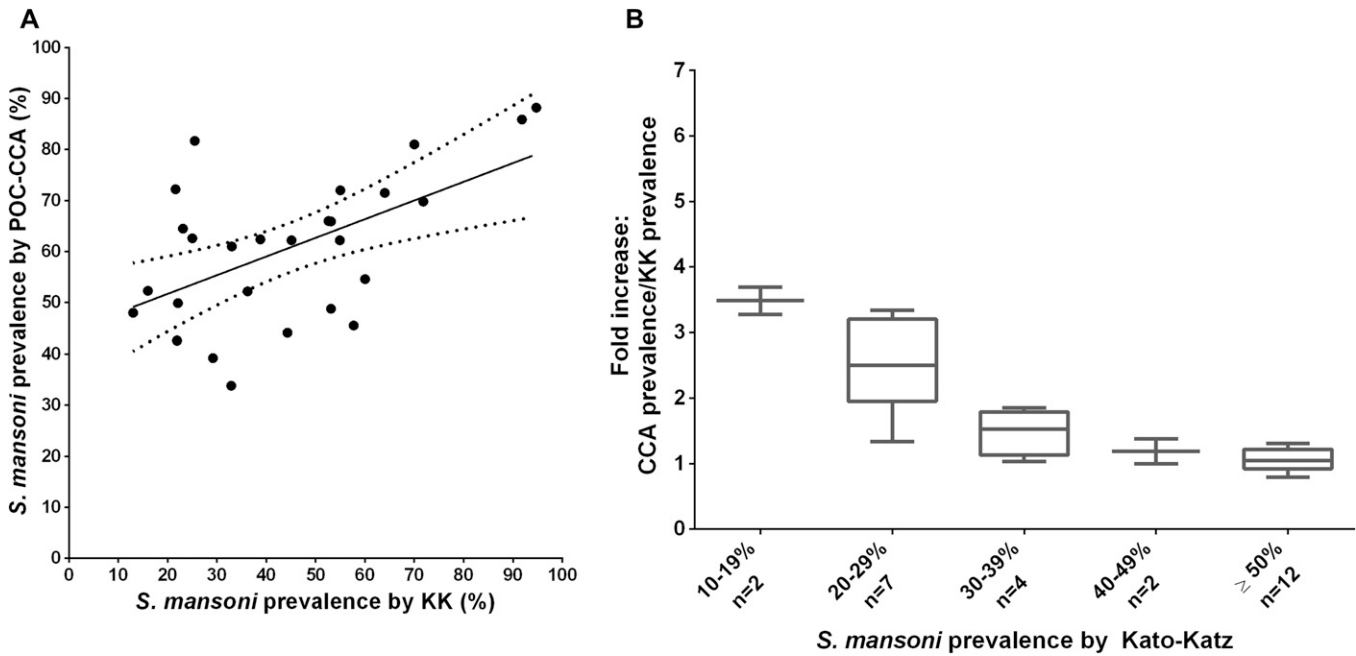 A
S. mansoni prevalence by POC-CCA (%)
100
90
80
70
60
50
40
30
20
10
0
0 10 20 30 40 50 60 70 80 90 100
S. mansoni prevalence by KK (%)
B
Fold increase:
CCA prevalence/KK prevalence
7
6
5
4
3
2
1
0
10-19%
n=2
20-29%
n=7
30-39%
n=4
40-49%
n=2
≥ 50%
n=12
S. mansoni prevalence by Kato-Katz